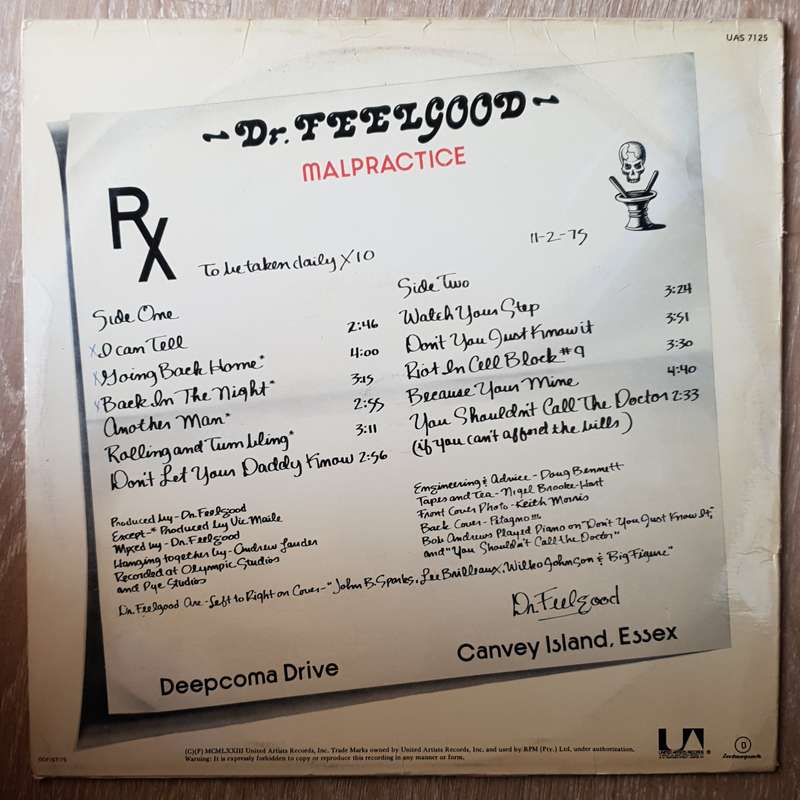 UAS 7125
~Dr. FEELGOOD~
MALPRACTICE
RX
To be taken daily X10
11-2-75
Side One
I can Tell 2:46
Going Back Home* 4:00
Back In The Night* 3:15
Another Man* 2:55
Rolling and Tumbling* 3:11
Don't Let Your Daddy Know 2:56
Side Two
Watch Your Step 3:24
Don't You Just Know it 3:51
Riot In Cell Block #9 3:30
Because Your Mine 4:40
You Shouldn't Call The Doctor 2:33
(if you can't afford the bills)
Produced by - Dr. Feelgood
Except -* Produced by Vic Maile
Mixed by - Dr. Feelgood
Hanging together by - Andrew Lauder
Recorded at Olympic Studios
and Pye Studios
Engineering & Advice - Doug Bennett
Tapes and Tea - Nigel Brooke-Hart
Front Cover Photo - Keith Morris
Back Cover - Petagno!!!
Bob Andrews Played Piano on "Don't You Just Know It",
and "You Shouldn't Call the Doctor"
Dr. Feelgood Are - Left to Right on Cover - "John B. Sparks, Lee Brilleaux, Wilko Johnson & Big Figure"
Dr. Feelgood
Deepcoma Drive
Canvey Island, Essex
(C)(P) MCMLXXIII United Artists Records, Inc. Trade Marks owned by United Artists Records, Inc. and used by RPM (Pty.) Ltd, under authorization.
Warning: It is expressly forbidden to copy or reproduce this recording in any manner or form.
UA